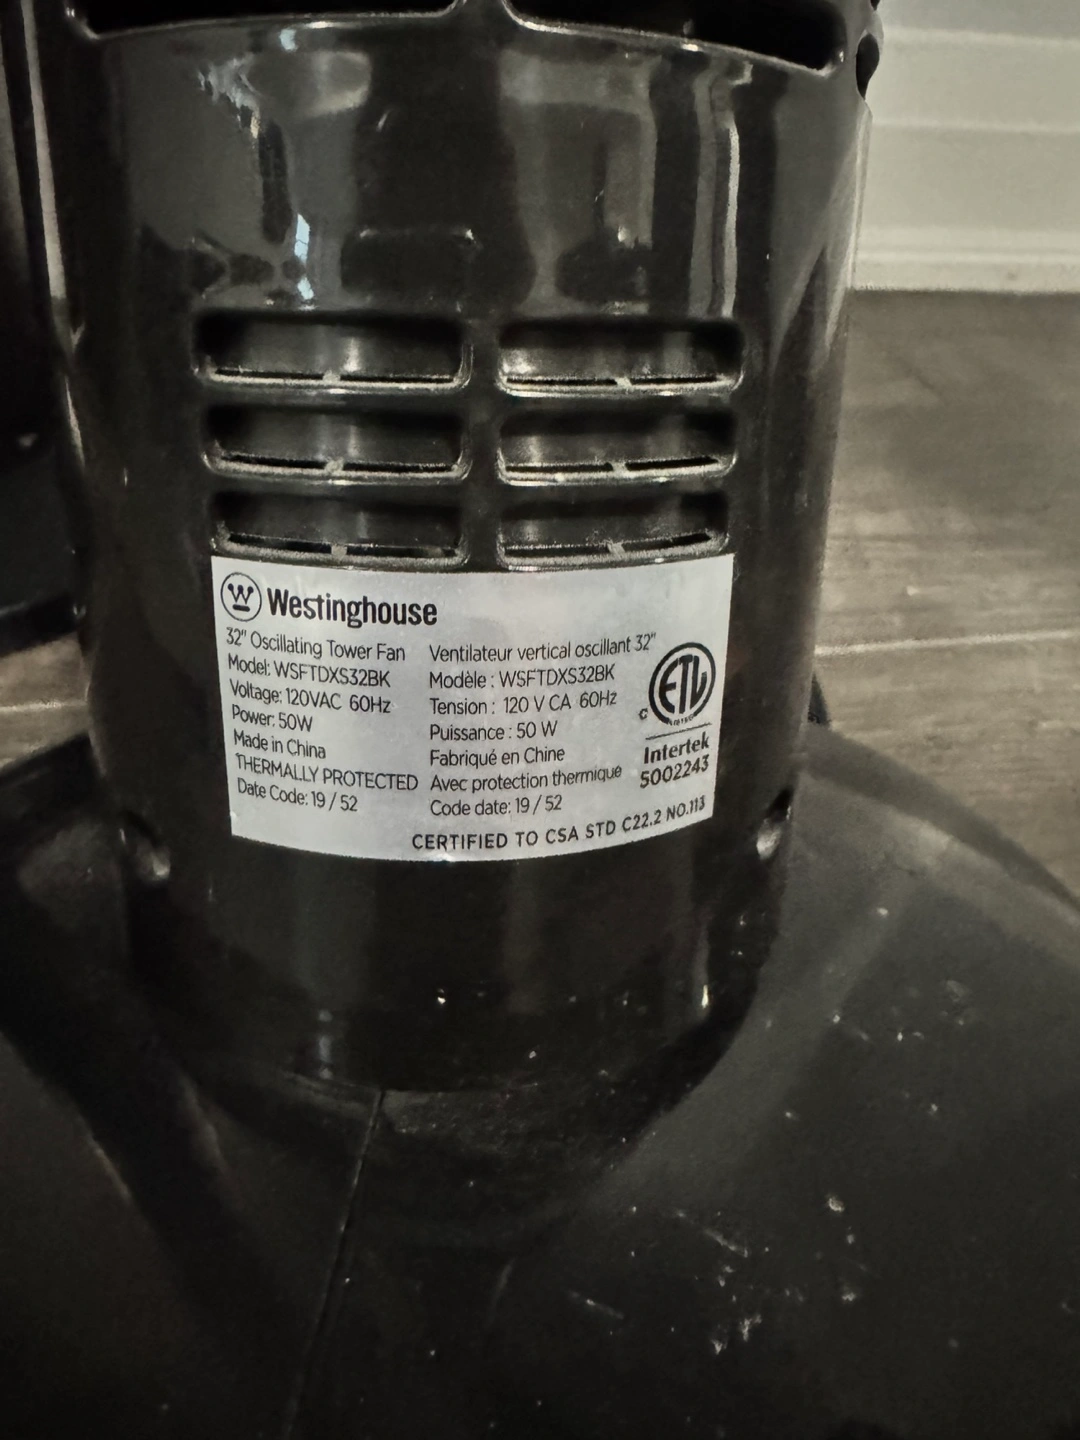 Westinghouse
32" Oscillating Tower Fan
Model: WSFTDXS32BK
Voltage: 120VAC 60Hz
Power: 50W
Made in China
THERMALLY PROTECTED
Date Code: 19 / 52
Ventilateur vertical oscillant 32"
Modèle : WSFTDXS32BK
Tension : 120 V CA 60Hz
Puissance : 50 W
Fabriqué en Chine
Avec protection thermique
Code date: 19 / 52
ETL
C
Intertek
5002243
CERTIFIED TO CSA STD C22.2 NO.113